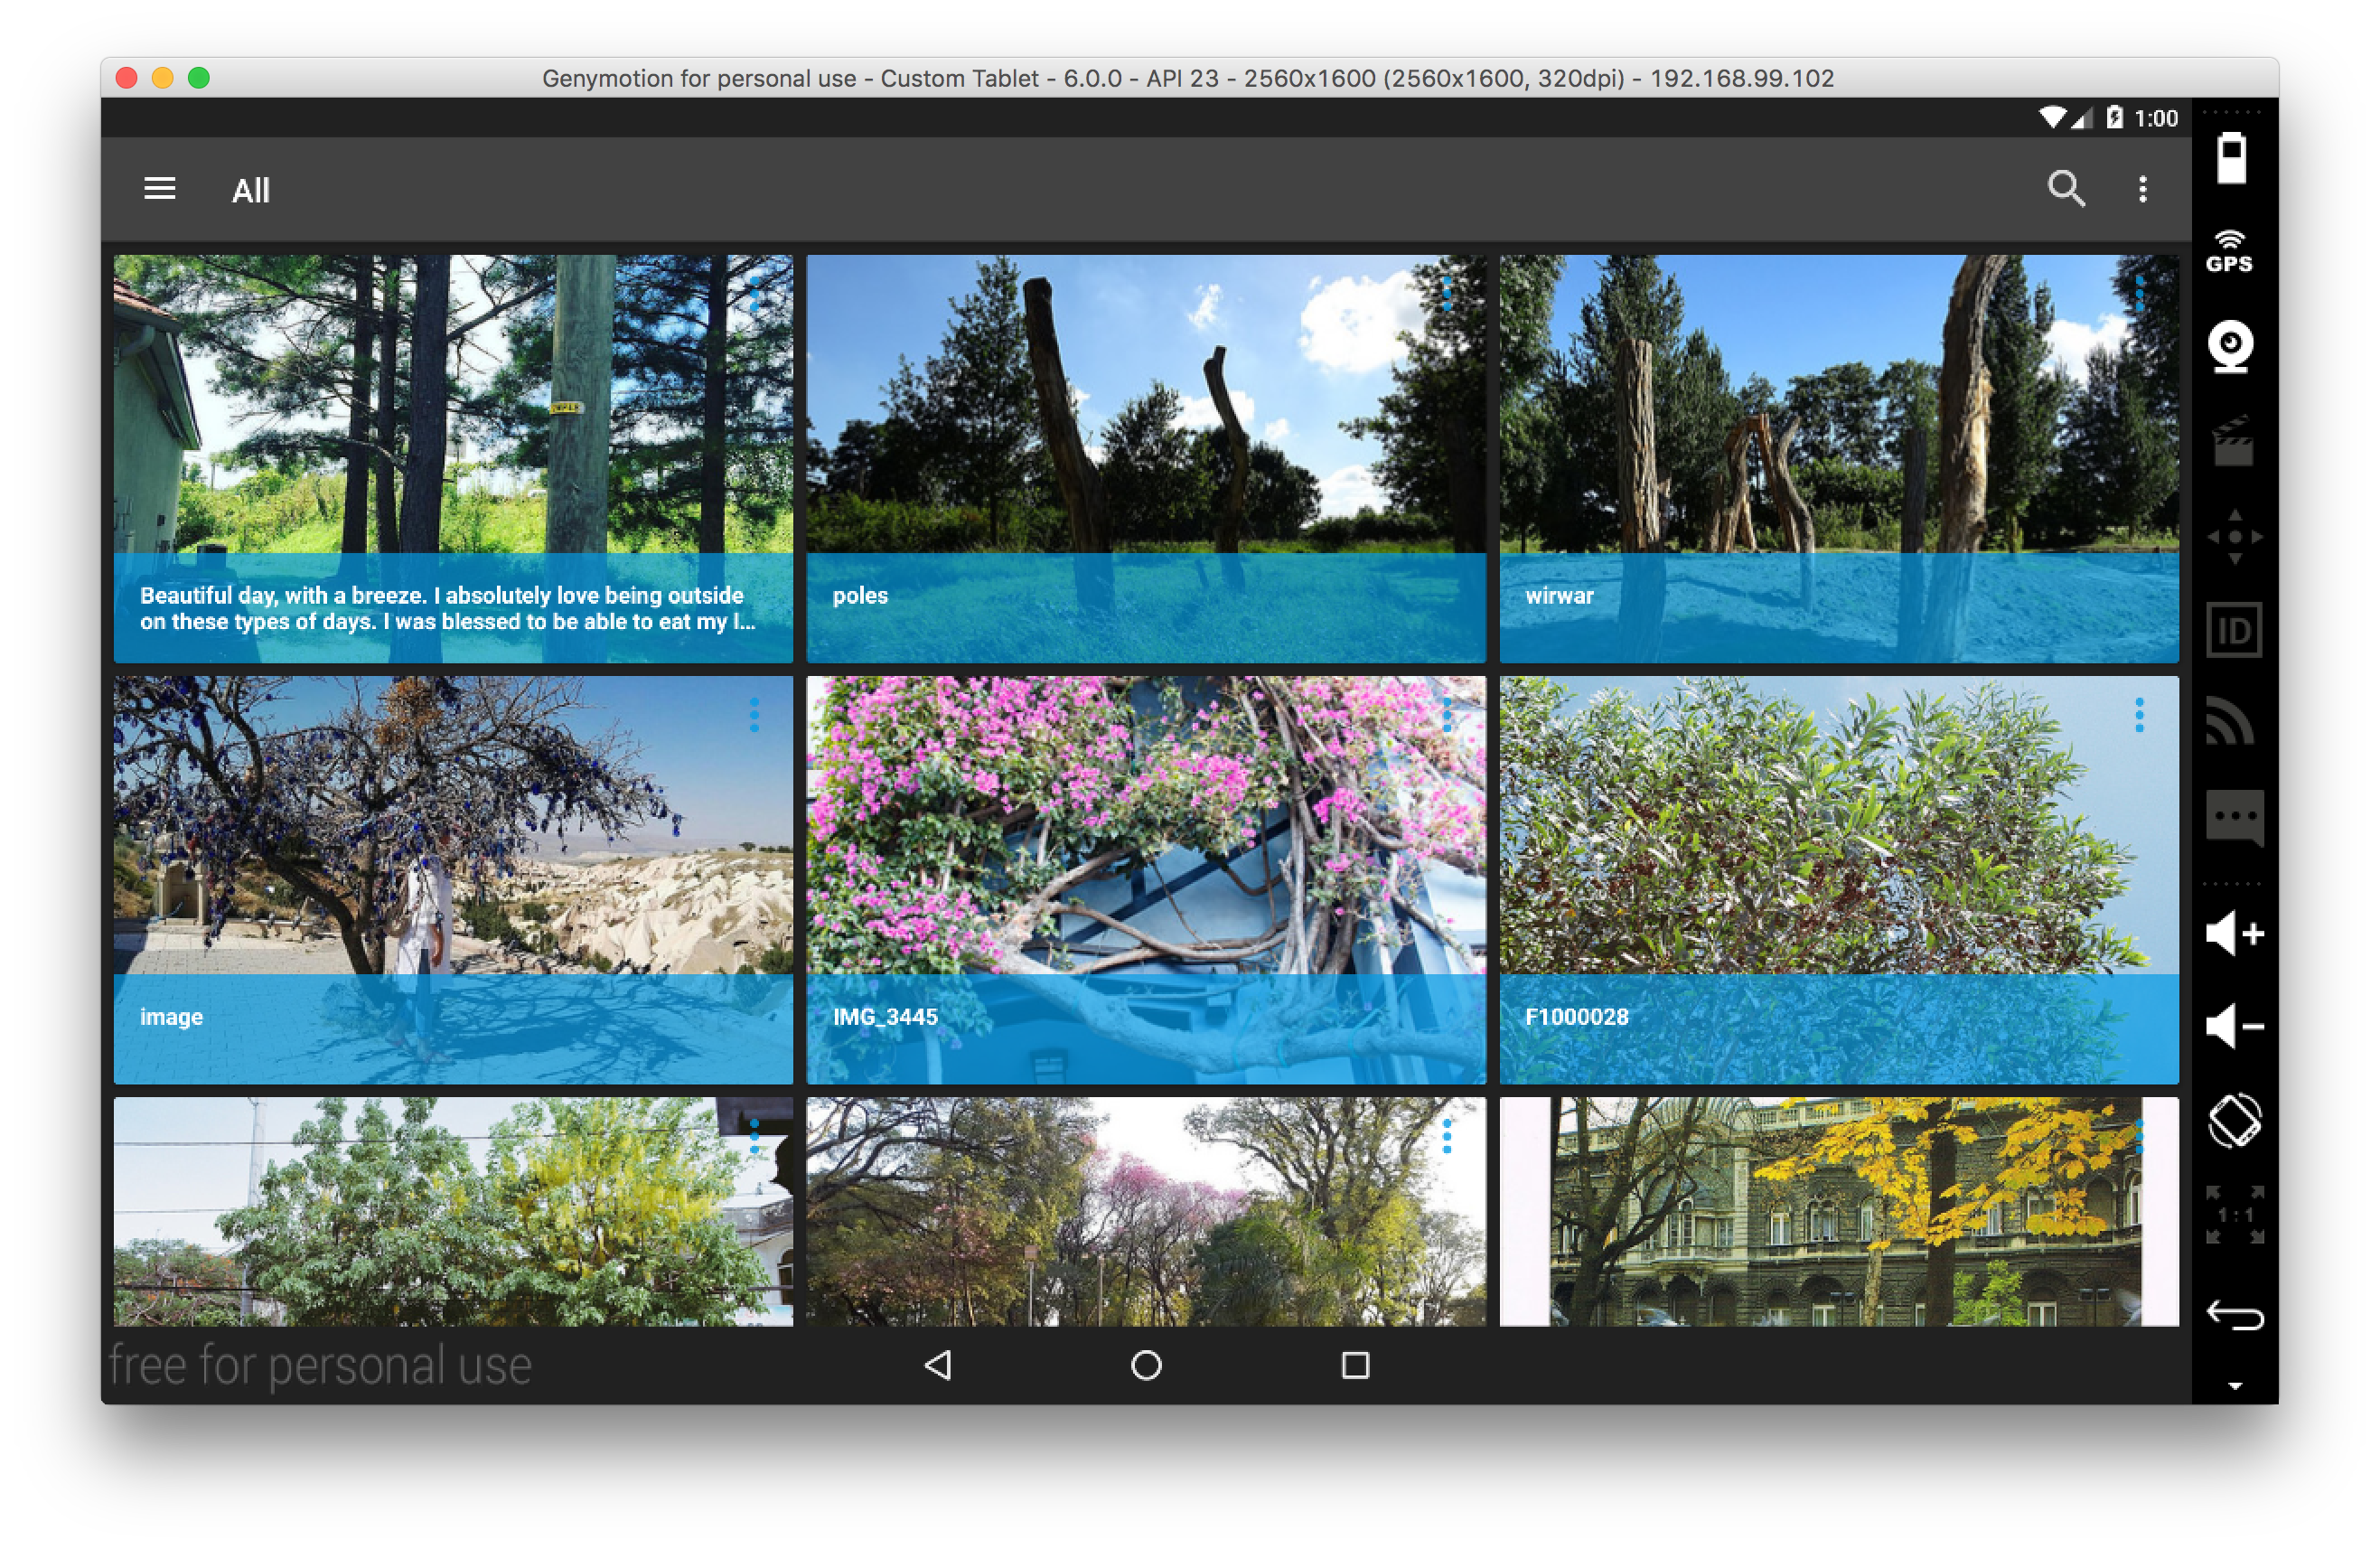 Genymotion for personal use - Custom Tablet - 6.0.0 - API 23 - 2560x1600 (2560x1600, 320dpi) - 192.168.99.102
1:00
All
GPS
Beautiful day, with a breeze. I absolutely love being outside
on these types of days. I was blessed to be able to eat my l...
poles
wirwar
ID
image
IMG_3445
F1000028
1:1
free for personal use